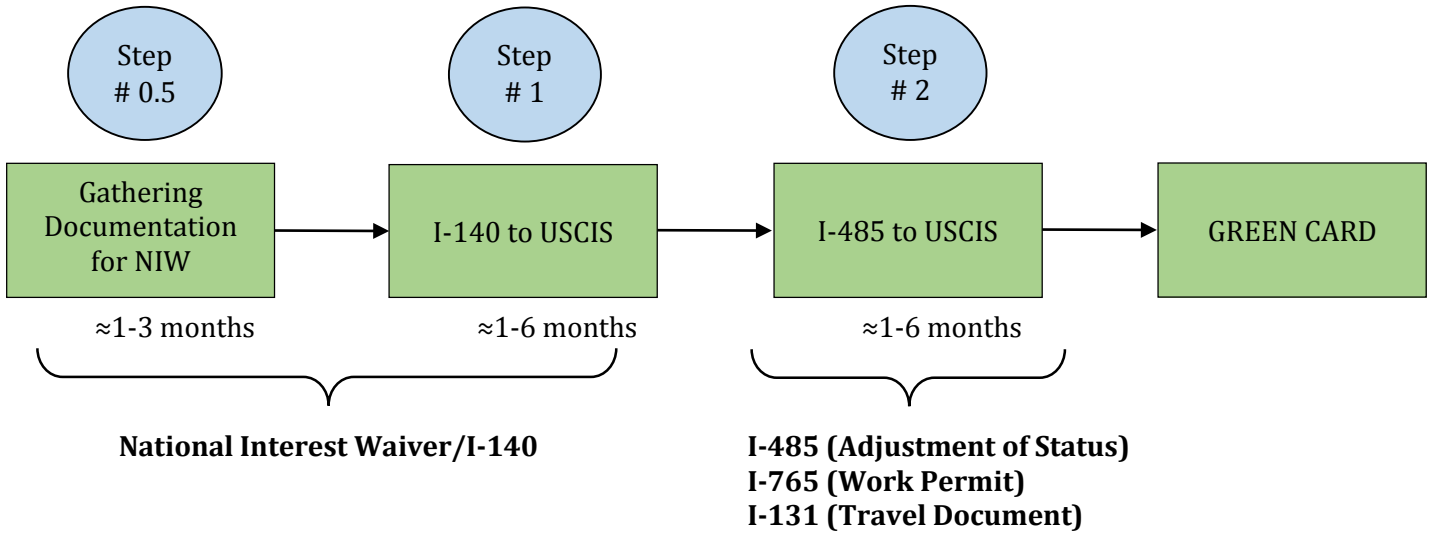 Step
# 0.5
Step
# 1
Step
# 2
Gathering
Documentation
for NIW
I-140 to USCIS
I-485 to USCIS
GREEN CARD
≈1-3 months
≈1-6 months
≈1-6 months
National Interest Waiver/I-140
I-485 (Adjustment of Status)
I-765 (Work Permit)
I-131 (Travel Document)